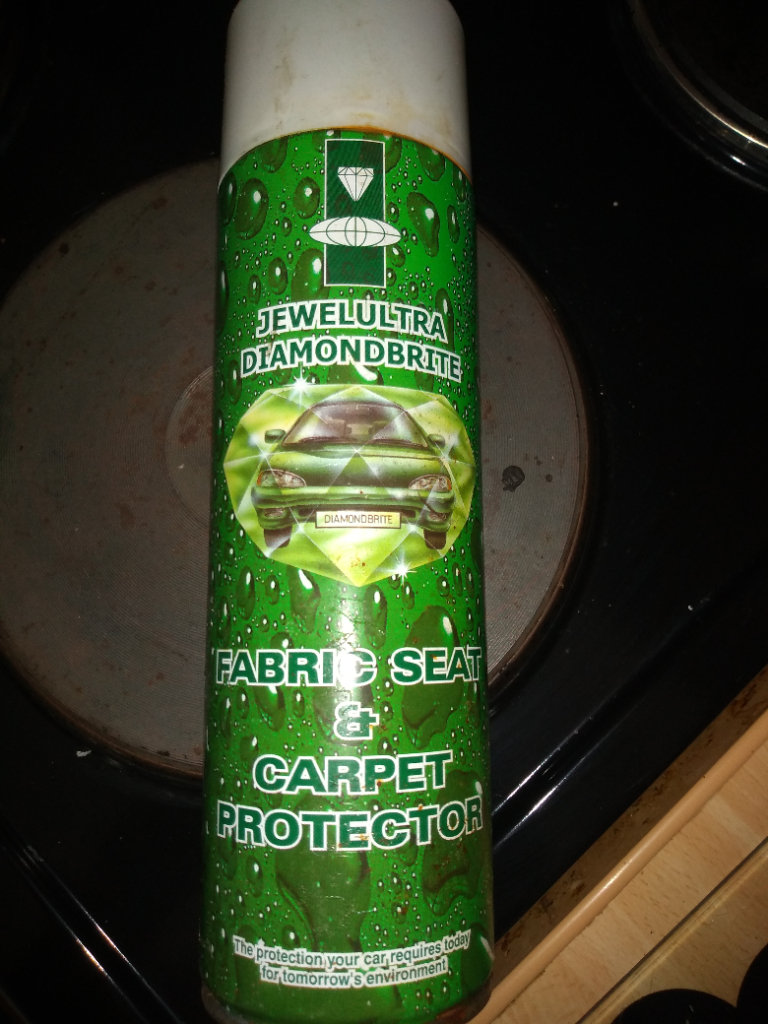 JEWELULTRA
DIAMONDBRITE
DIAMONDBRITE
FABRIC SEAT
&
CARPET
PROTECTOR
The protection your car requires today
for tomorrow's environment